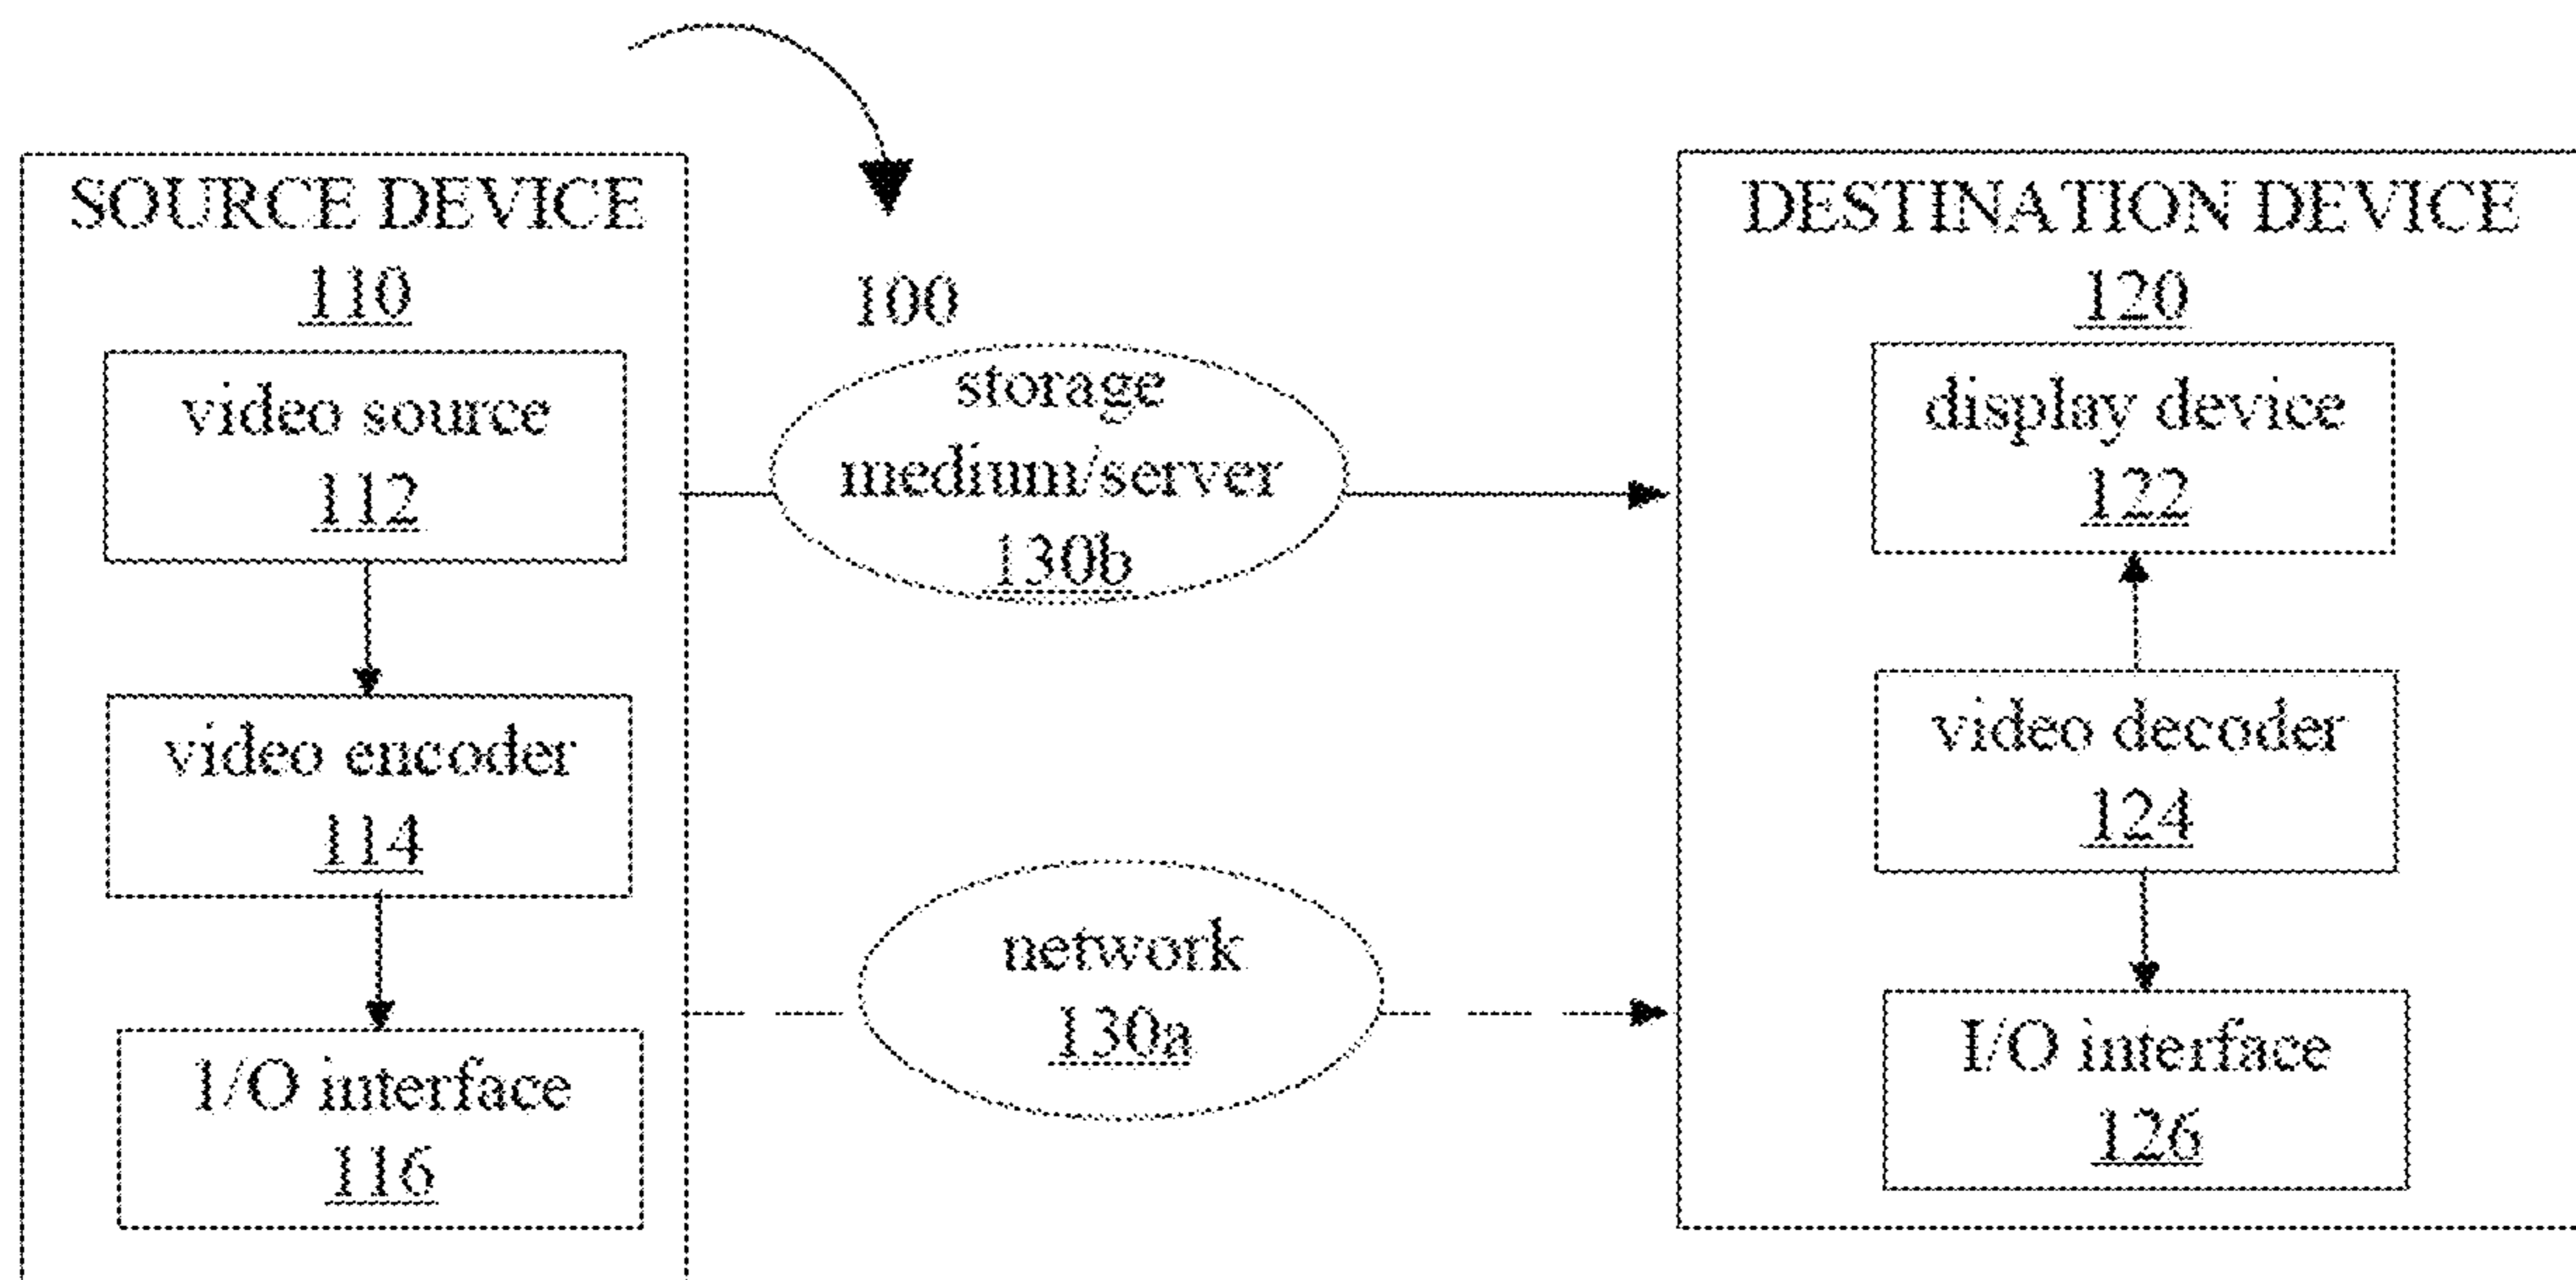 SOURCE DEVICE
110
video source
112
video encoder
114
I/O interface
116
100
storage
medium/server
130b
network
130a
DESTINATION DEVICE
120
display device
122
video decoder
124
I/O interface
126